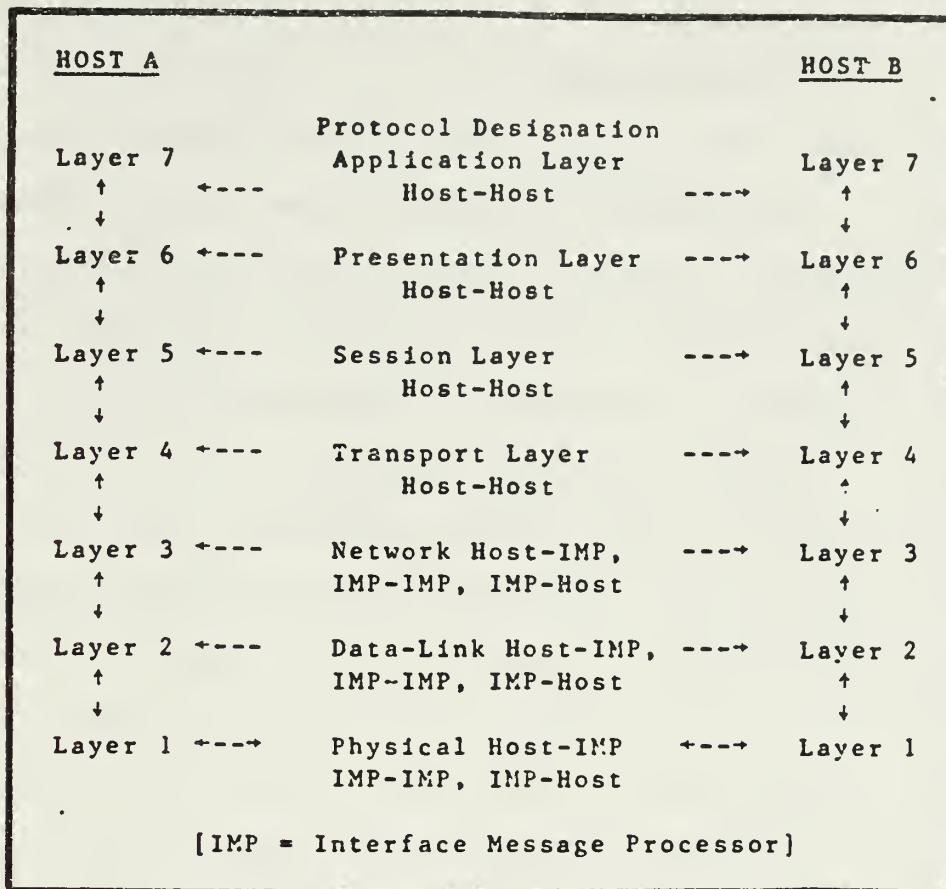 HOST A HOST B
Protocol Designation
Layer 7 Application Layer Layer 7
↑ ←--- Host-Host ---→ ↑
↓ ↓
Layer 6 ←--- Presentation Layer ---→ Layer 6
↑ Host-Host ↑
↓ ↓
Layer 5 ←--- Session Layer ---→ Layer 5
↑ Host-Host ↑
↓ ↓
Layer 4 ←--- Transport Layer ---→ Layer 4
↑ Host-Host ↑
↓ ↓
Layer 3 ←--- Network Host-IMP, ---→ Layer 3
↑ IMP-IMP, IMP-Host ↑
↓ ↓
Layer 2 ←--- Data-Link Host-IMP, ---→ Layer 2
↑ IMP-IMP, IMP-Host ↑
↓ ↓
Layer 1 ←--→ Physical Host-IMP ←--→ Layer 1
IMP-IMP, IMP-Host
[IMP = Interface Message Processor]